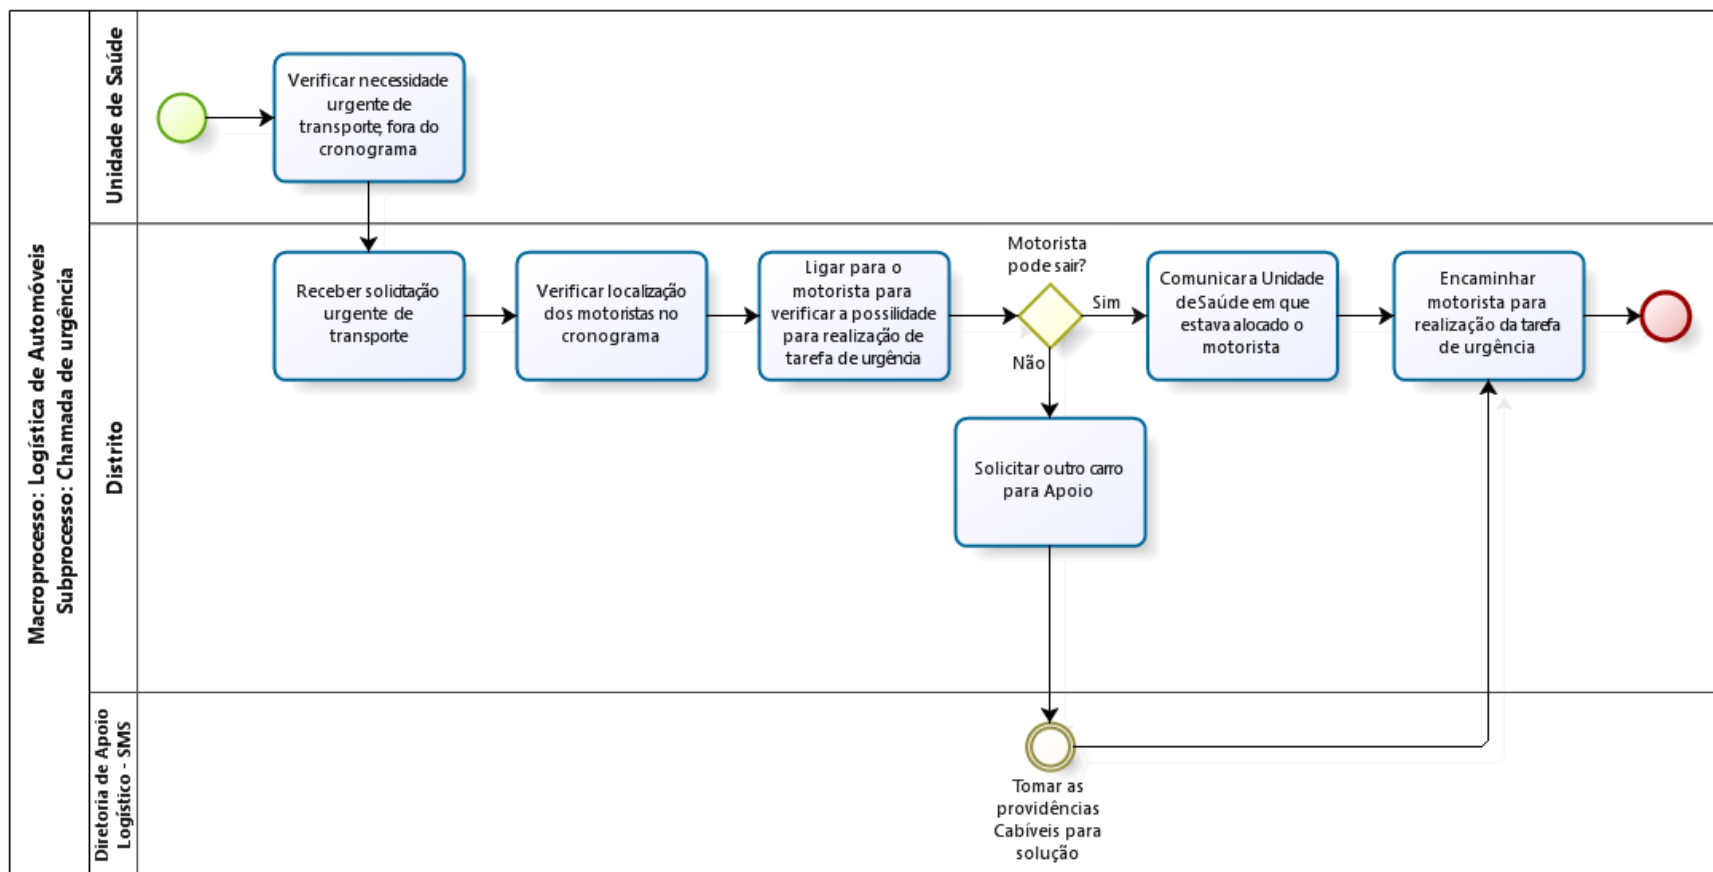 Macroprocesso: Logística de Automóveis
Subprocesso: Chamada de urgência
Unidade de Saúde
Verificar necessidade
urgente de
transporte, fora do
cronograma
Distrito
Receber solicitação
urgente de
transporte
Verificar localização
dos motoristas no
cronograma
Ligar para o
motorista para
verificar a possilidade
para realização de
tarefa de urgência
Motorista
pode sair?
Sim
Não
Comunicar a Unidade
de Saúde em que
estava alocado o
motorista
Encaminhar
motorista para
realização da tarefa
de urgência
Solicitar outro carro
para Apoio
Diretoria de Apoio
Logístico - SMS
Tomar as
providências
Cabíveis para
solução